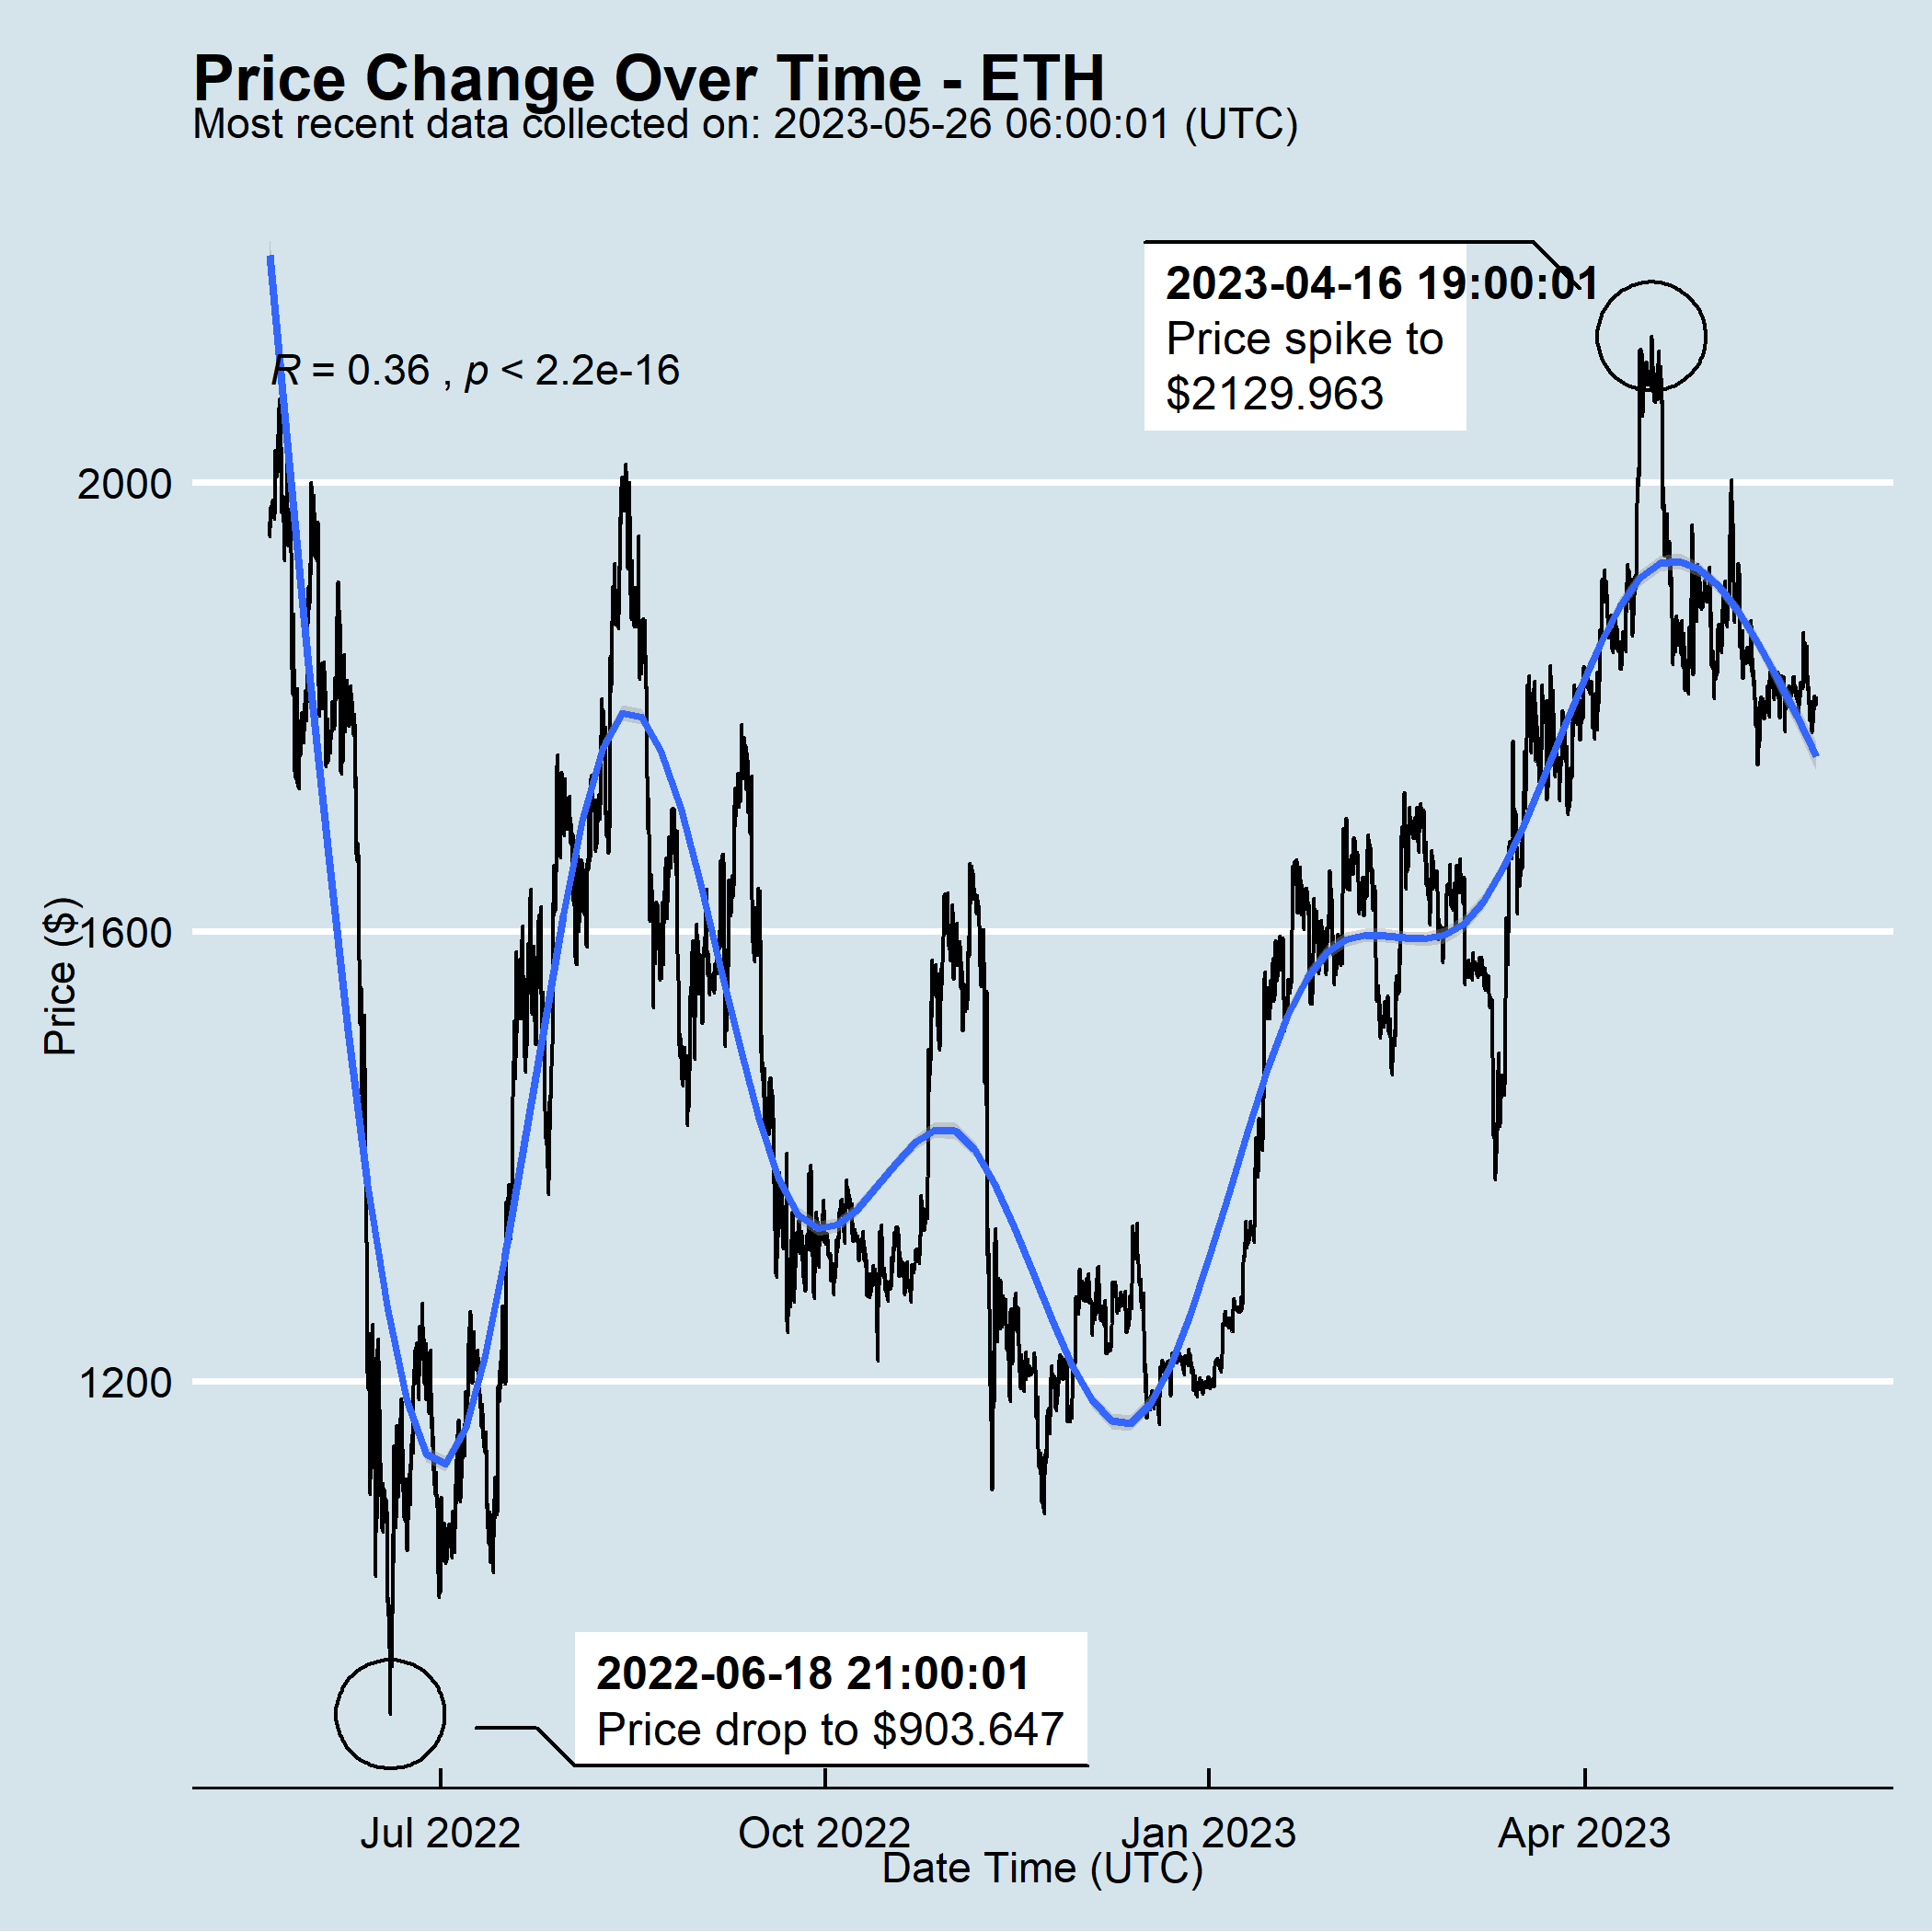 Price Change Over Time - ETH
Most recent data collected on: 2023-05-26 06:00:01 (UTC)
2023-04-16 19:00:01
Price spike to
$2129.963
R = 0.36 , p < 2.2e-16
2000
1600
1200
Price ($)
2022-06-18 21:00:01
Price drop to $903.647
Jul 2022
Oct 2022
Jan 2023
Apr 2023
Date Time (UTC)